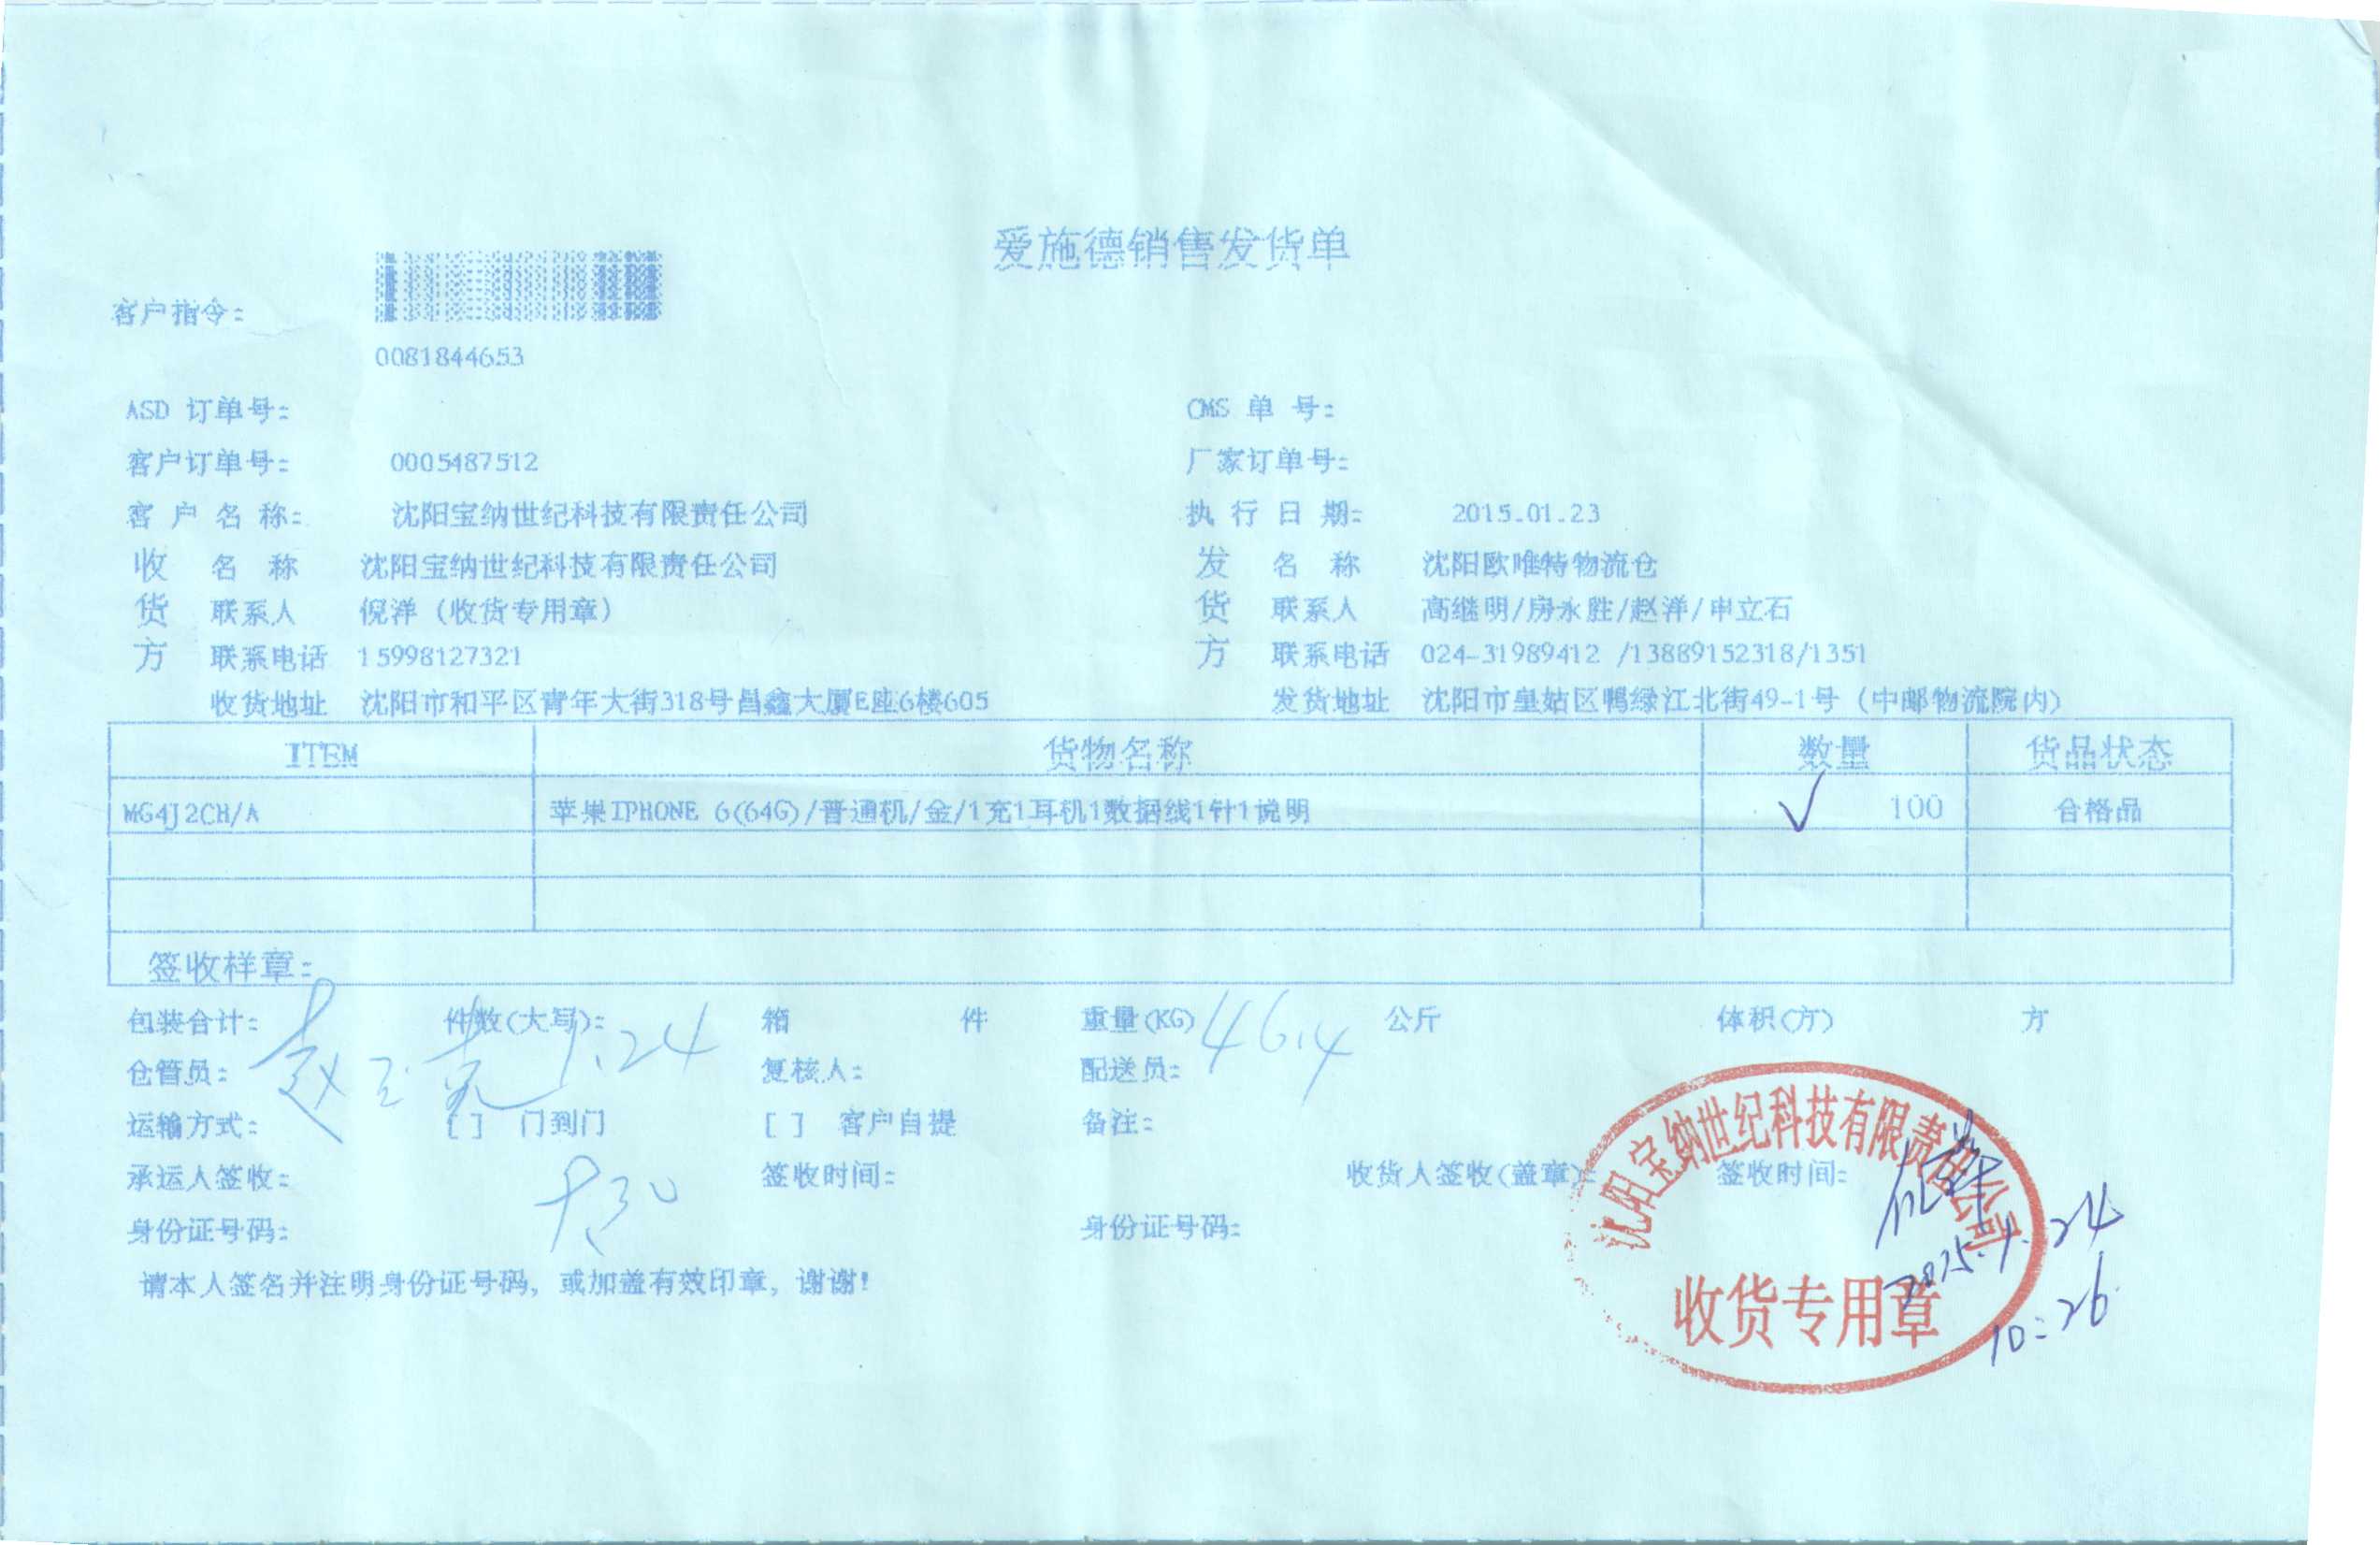 爱施德销售发货单
客户指令:
0081844653
ASD 订单号: CMS 单 号:
客户订单号: 0005487512 厂家订单号:
客 户 名 称: 沈阳宝纳世纪科技有限责任公司 执 行 日 期: 2015.01.23
收 名 称 沈阳宝纳世纪科技有限责任公司 发 名 称 沈阳欧唯特物流仓
货 联系人 倪洋 (收货专用章) 货 联系人 高继明/房永胜/赵洋/申立石
方 联系电话 15998127321 方 联系电话 024-31989412 /13889152318/1351
收货地址 沈阳市和平区青年大街318号昌鑫大厦E座6楼605 发货地址 沈阳市皇姑区鸭绿江北街49-1号 (中邮物流院内)
ITEM 货物名称 数量 货品状态
MG4J2CH/A 苹果IPHONE 6(64G)/普通机/金/1充1耳机1数据线1针1说明 ✓ 100 合格品
签收样章:
包装合计: 件数(大写): 箱 件 重量(KG) 46.4 公斤 体积(方) 方
仓管员: 1.24 复核人: 配送员:
运输方式: [ ] 门到门 [ ] 客户自提 备注:
承运人签收: 签收时间: 收货人签收(盖章): 签收时间:
身份证号码: 身份证号码:
请本人签名并注明身份证号码, 或加盖有效印章, 谢谢!
沈阳宝纳世纪科技有限责任公司
收货专用章
2015.1.24
10:26